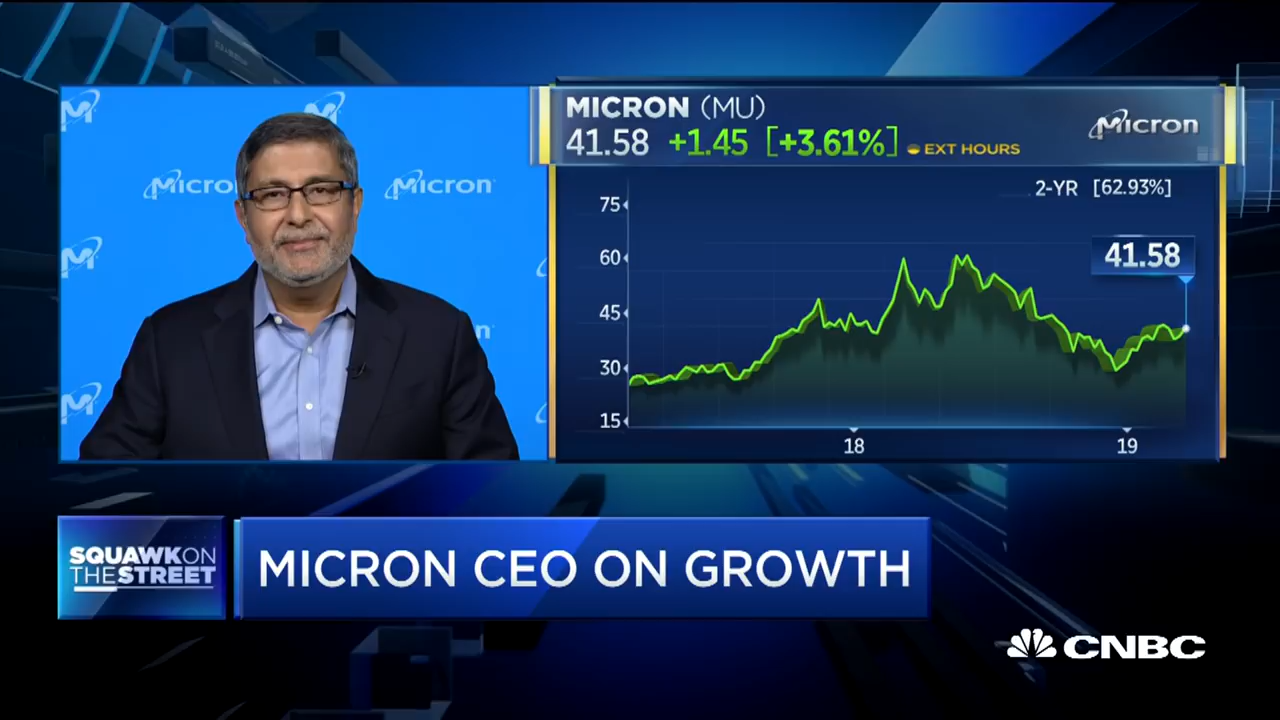 Micron
Micron
MICRON (MU)
41.58 +1.45 [+3.61%] EXT HOURS
Micron
2-YR [62.93%]
75
60
45
30
15
41.58
18
19
SQUAWK ON
THE STREET
MICRON CEO ON GROWTH
CNBC